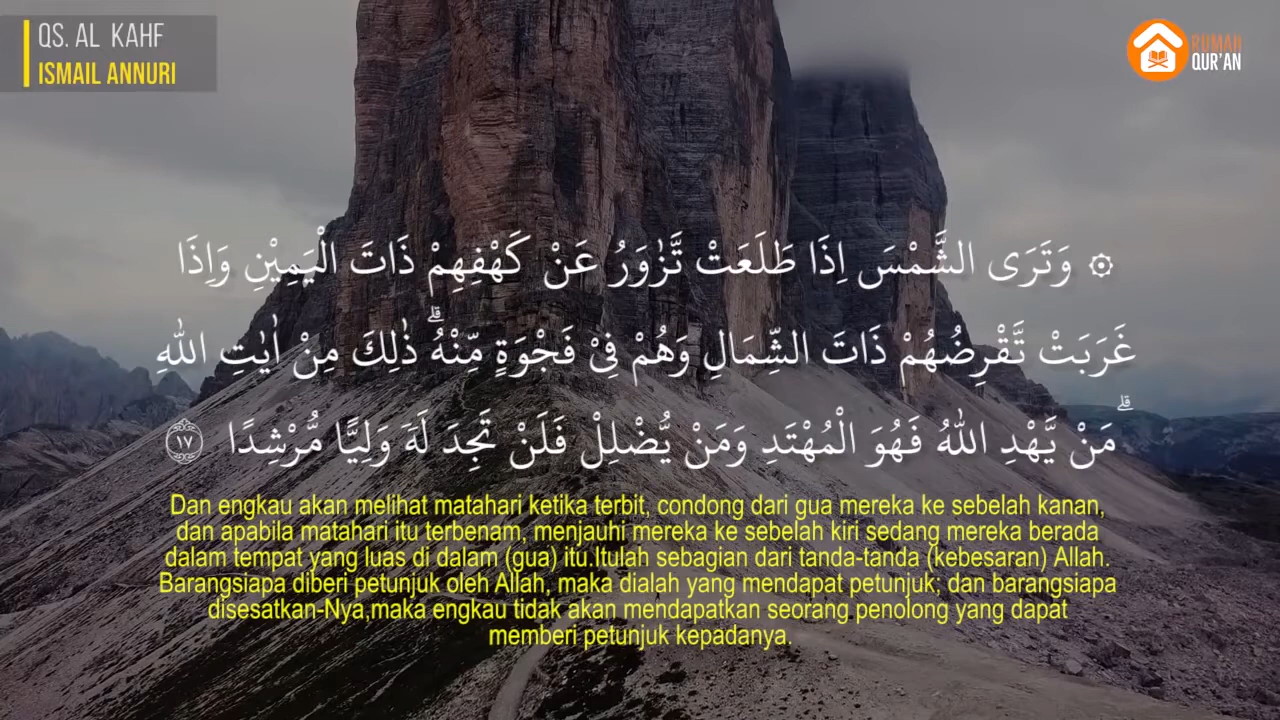 QS. AL KAHF
ISMAIL ANNURI
RUMAH
QUR'AN
۞ وَتَرَى الشَّمْسَ اِذَا طَلَعَتْ تَّزٰوَرُ عَنْ كَهْفِهِمْ ذَاتَ الْيَمِيْنِ وَاِذَا
غَرَبَتْ تَّقْرِضُهُمْ ذَاتَ الشِّمَالِ وَهُمْ فِيْ فَجْوَةٍ مِّنْهُۗ ذٰلِكَ مِنْ اٰيٰتِ اللّٰهِ
ۗ مَنْ يَّهْدِ اللّٰهُ فَهُوَ الْمُهْتَدِ وَمَنْ يُّضْلِلْ فَلَنْ تَجِدَ لَهٗ وَلِيًّا مُّرْشِدًا ١٧
Dan engkau akan melihat matahari ketika terbit, condong dari gua mereka ke sebelah kanan,
dan apabila matahari itu terbenam, menjauhi mereka ke sebelah kiri sedang mereka berada
dalam tempat yang luas di dalam (gua) itu.Itulah sebagian dari tanda-tanda (kebesaran) Allah.
Barangsiapa diberi petunjuk oleh Allah, maka dialah yang mendapat petunjuk; dan barangsiapa
disesatkan-Nya,maka engkau tidak akan mendapatkan seorang penolong yang dapat
memberi petunjuk kepadanya.